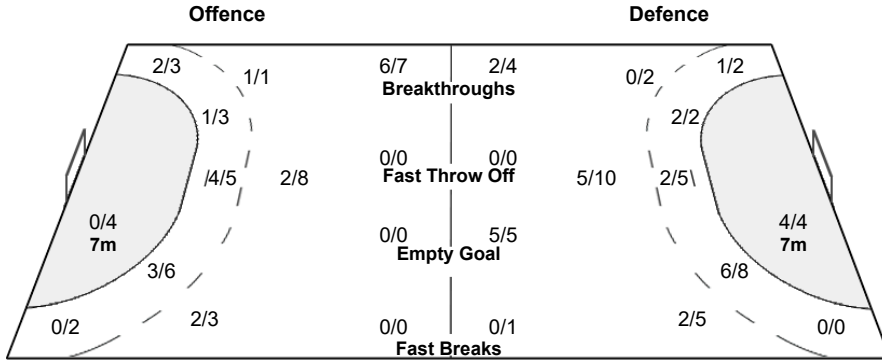 Offence Defence
2/3 1/1 6/7 2/4 0/2 1/2
Breakthroughs
1/3 2/2
0/0 0/0
4/5 2/8 Fast Throw Off 5/10 2/5
0/4 0/0 5/5 4/4
7m Empty Goal 7m
3/6 6/8
0/2 2/3 0/0 0/1 2/5 0/0
Fast Breaks